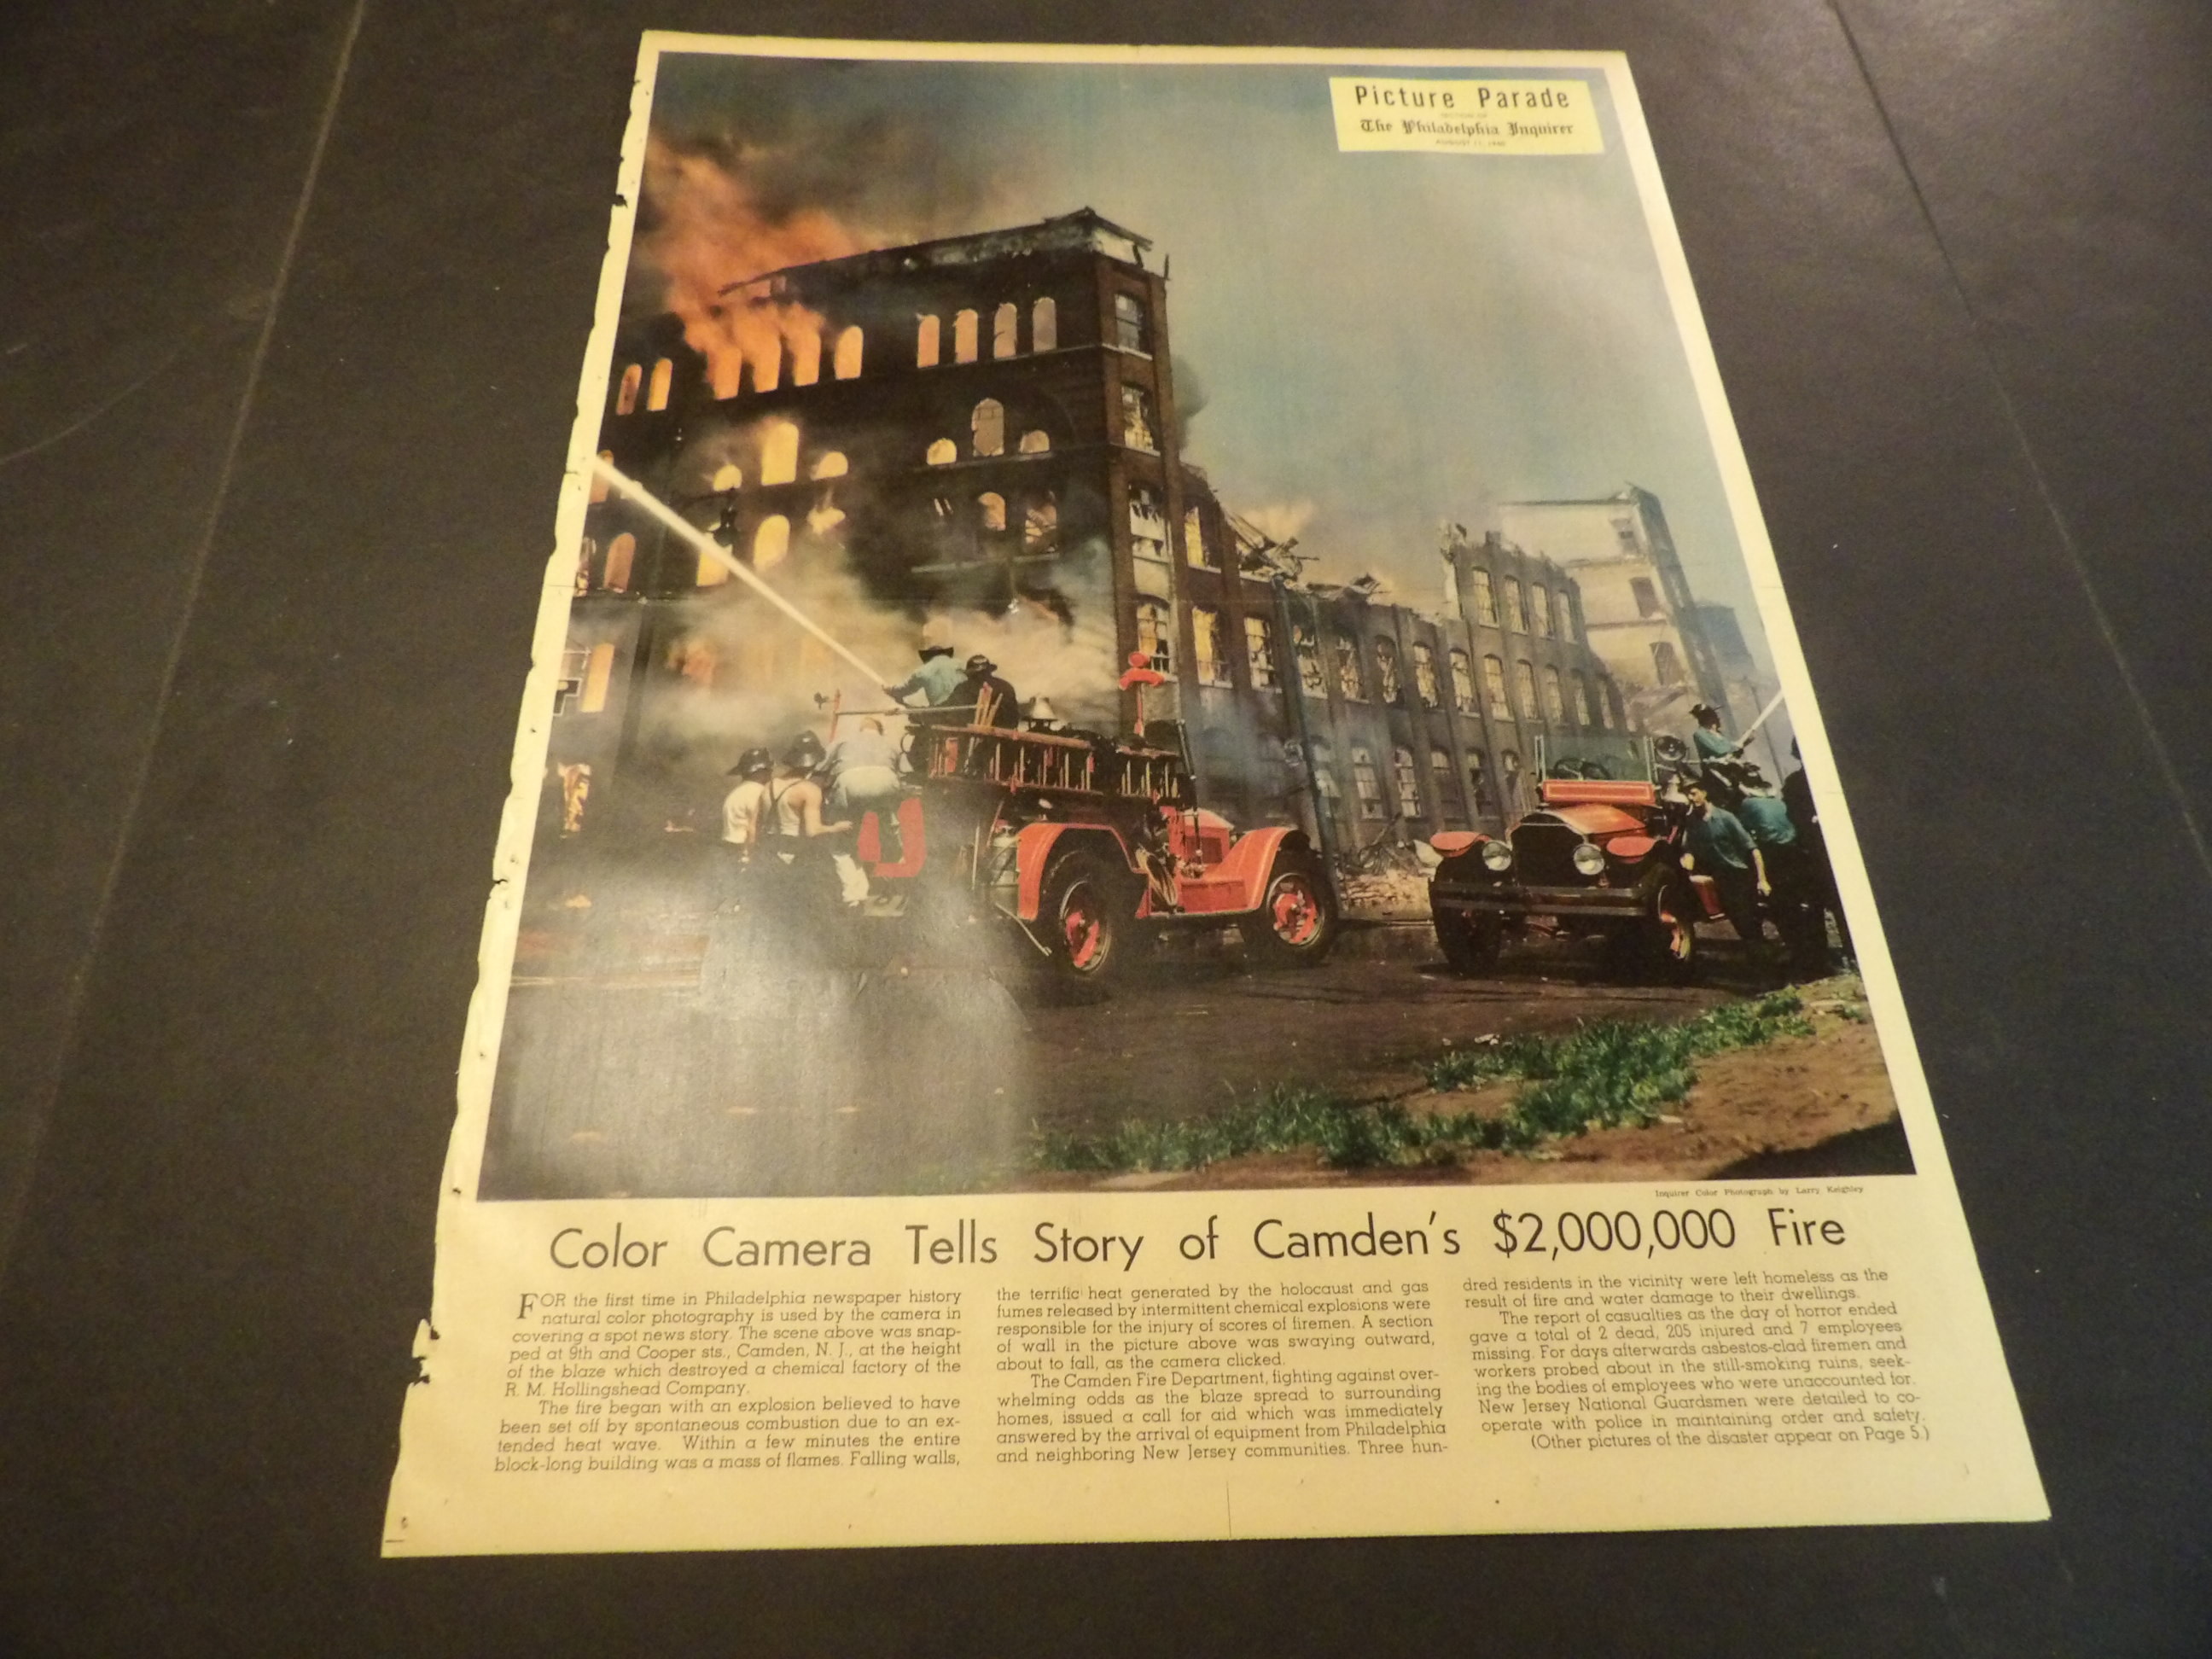 Picture Parade
SECTION OF
The Philadelphia Inquirer
AUGUST 11, 1940
Inquirer Color Photograph by Larry Keighley
Color Camera Tells Story of Camden's $2,000,000 Fire
FOR the first time in Philadelphia newspaper history
natural color photography is used by the camera in
covering a spot news story. The scene above was snap-
ped at 9th and Cooper sts., Camden, N. J., at the height
of the blaze which destroyed a chemical factory of the
R. M. Hollingshead Company.
The fire began with an explosion believed to have
been set off by spontaneous combustion due to an ex-
tended heat wave. Within a few minutes the entire
block-long building was a mass of flames. Falling walls,
the terrific heat generated by the holocaust and gas
fumes released by intermittent chemical explosions were
responsible for the injury of scores of firemen. A section
of wall in the picture above was swaying outward,
about to fall, as the camera clicked.
The Camden Fire Department, fighting against over-
whelming odds as the blaze spread to surrounding
homes, issued a call for aid which was immediately
answered by the arrival of equipment from Philadelphia
and neighboring New Jersey communities. Three hun-
dred residents in the vicinity were left homeless as the
result of fire and water damage to their dwellings.
The report of casualties as the day of horror ended
gave a total of 2 dead, 205 injured and 7 employees
missing. For days afterwards asbestos-clad firemen and
workers probed about in the still-smoking ruins, seek-
ing the bodies of employees who were unaccounted for.
New Jersey National Guardsmen were detailed to co-
operate with police in maintaining order and safety.
(Other pictures of the disaster appear on Page 5.)